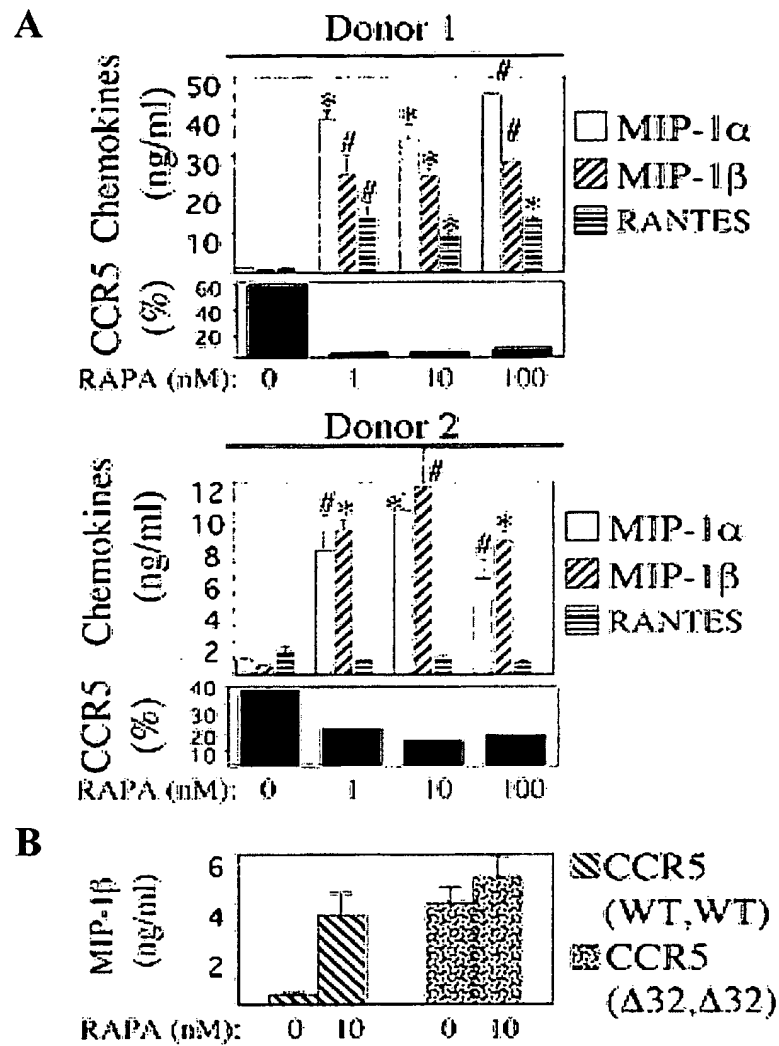 A
Donor 1
Chemokines
(ng/ml)
50
40
30
20
10
* # # * * * # # *
MIP-1α
MIP-1β
RANTES
CCR5
(%)
60
40
20
RAPA (nM): 0 1 10 100
Donor 2
Chemokines
(ng/ml)
12
10
8
6
4
2
# * * # # *
MIP-1α
MIP-1β
RANTES
CCR5
(%)
40
30
20
10
RAPA (nM): 0 1 10 100
B
MIP-1β
(ng/ml)
6
4
2
CCR5
(WT,WT)
CCR5
(Δ32,Δ32)
RAPA (nM): 0 10 0 10